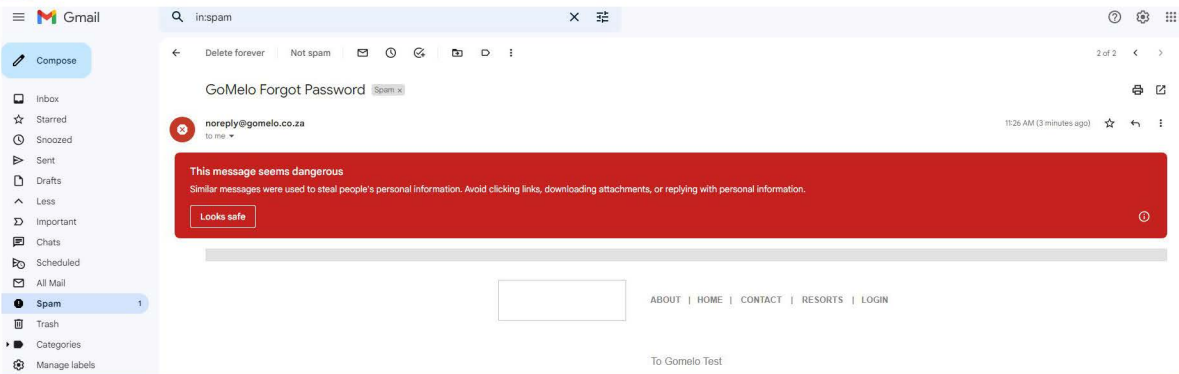 Gmail
in:spam
Compose
Delete forever
Not spam
2 of 2
GoMelo Forgot Password
Spam x
Inbox
noreply@gomelo.co.za
11:26 AM (3 minutes ago)
Starred
to me
Snoozed
Sent
This message seems dangerous
Drafts
Similar messages were used to steal people's personal information. Avoid clicking links, downloading attachments, or replying with personal information.
Less
Looks safe
Important
Chats
Scheduled
All Mail
ABOUT | HOME | CONTACT | RESORTS | LOGIN
Spam 1
Trash
Categories
To Gomelo Test
Manage labels